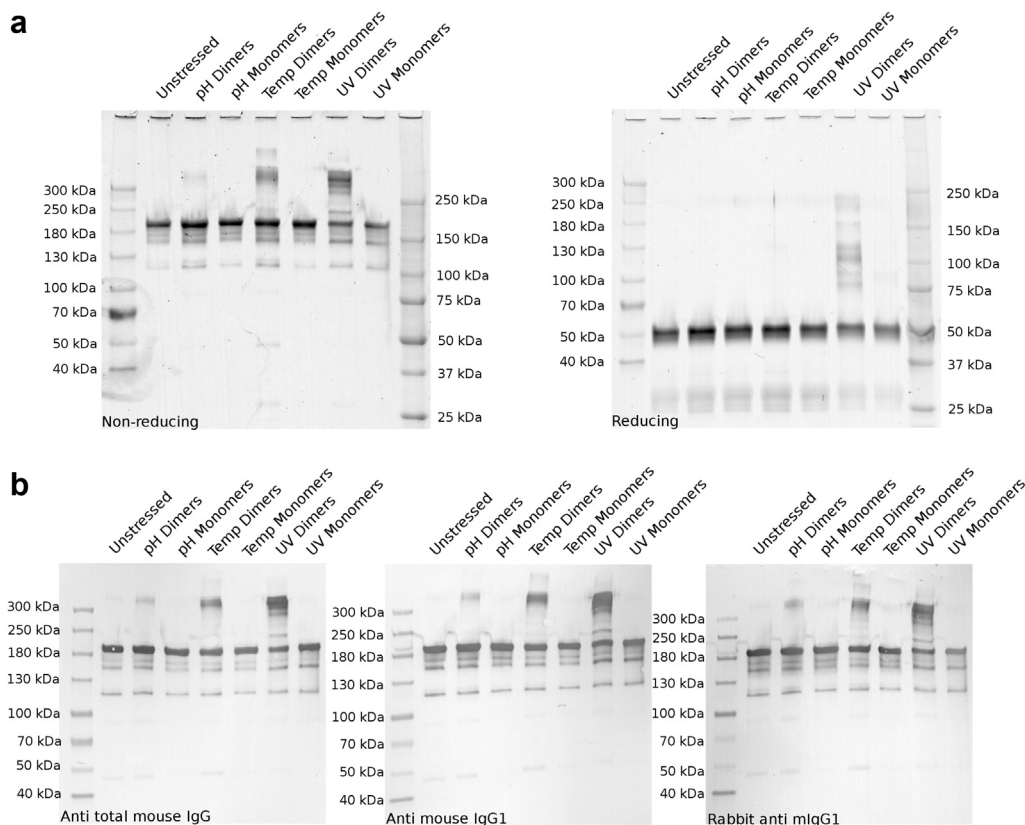 a
Unstressed
pH Dimers
pH Monomers
Temp Dimers
Temp Monomers
UV Dimers
UV Monomers
300 kDa
250 kDa
180 kDa
130 kDa
100 kDa
70 kDa
50 kDa
40 kDa
250 kDa
150 kDa
100 kDa
75 kDa
50 kDa
37 kDa
25 kDa
Non-reducing
Unstressed
pH Dimers
pH Monomers
Temp Dimers
Temp Monomers
UV Dimers
UV Monomers
300 kDa
250 kDa
180 kDa
130 kDa
100 kDa
70 kDa
50 kDa
40 kDa
250 kDa
150 kDa
100 kDa
75 kDa
50 kDa
37 kDa
25 kDa
Reducing
b
Unstressed
pH Dimers
pH Monomers
Temp Dimers
Temp Monomers
UV Dimers
UV Monomers
300 kDa
250 kDa
180 kDa
130 kDa
100 kDa
70 kDa
50 kDa
40 kDa
Anti total mouse IgG
Unstressed
pH Dimers
pH Monomers
Temp Dimers
Temp Monomers
UV Dimers
UV Monomers
300 kDa
250 kDa
180 kDa
130 kDa
100 kDa
70 kDa
50 kDa
40 kDa
Anti mouse IgG1
Unstressed
pH Dimers
pH Monomers
Temp Dimers
Temp Monomers
UV Dimers
UV Monomers
300 kDa
250 kDa
180 kDa
130 kDa
100 kDa
70 kDa
50 kDa
40 kDa
Rabbit anti mIgG1